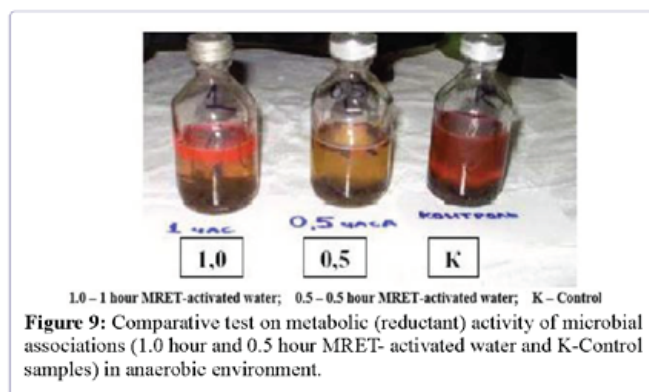 1 час 0,5 часа контроль
1,0 0,5 К
1.0 – 1 hour MRET-activated water; 0.5 – 0.5 hour MRET-activated water; K – Control
Figure 9: Comparative test on metabolic (reductant) activity of microbial
associations (1.0 hour and 0.5 hour MRET- activated water and K-Control
samples) in anaerobic environment.